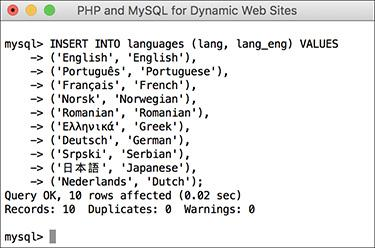 PHP and MySQL for Dynamic Web Sites
mysql> INSERT INTO languages (lang, lang_eng) VALUES
    -> ('English', 'English'),
    -> ('Português', 'Portuguese'),
    -> ('Français', 'French'),
    -> ('Norsk', 'Norwegian'),
    -> ('Romanian', 'Romanian'),
    -> ('Ελληνικά', 'Greek'),
    -> ('Deutsch', 'German'),
    -> ('Srpski', 'Serbian'),
    -> ('日本語', 'Japanese'),
    -> ('Nederlands', 'Dutch');
Query OK, 10 rows affected (0.02 sec)
Records: 10  Duplicates: 0  Warnings: 0
mysql>